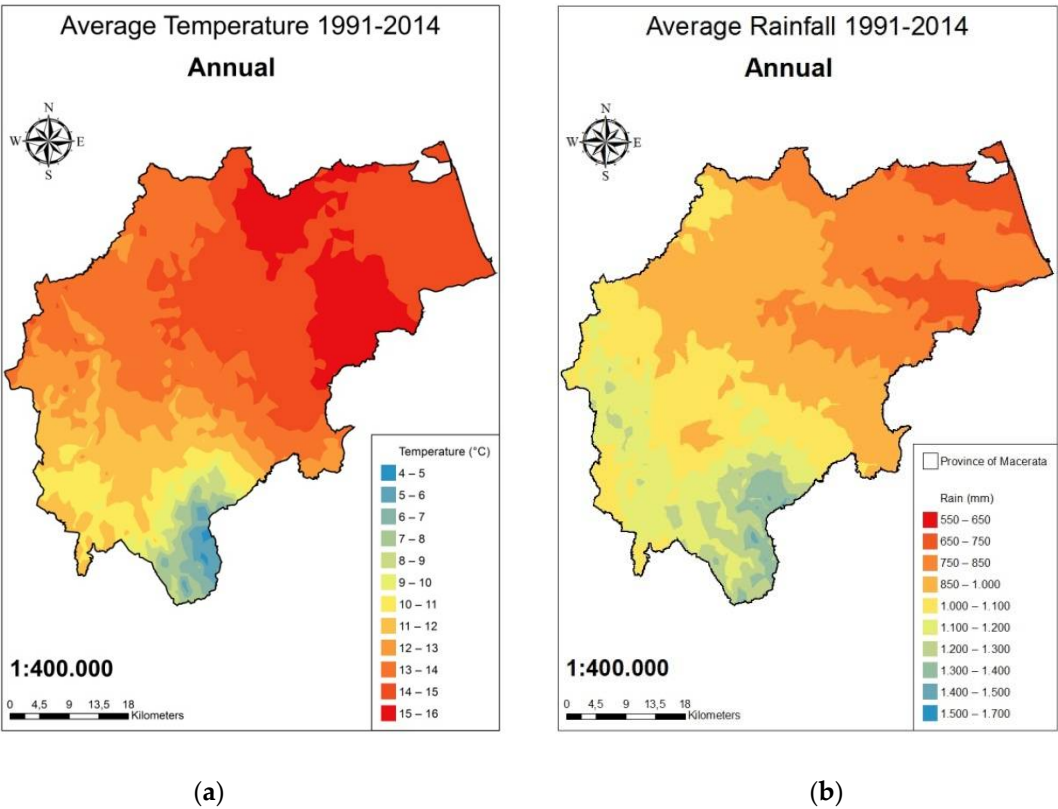 Average Temperature 1991-2014
Annual
N
W E
S
Temperature (°C)
4 – 5
5 – 6
6 – 7
7 – 8
8 – 9
9 – 10
10 – 11
11 – 12
12 – 13
13 – 14
14 – 15
15 – 16
1:400.000
0 4,5 9 13,5 18
Kilometers
(a)
Average Rainfall 1991-2014
Annual
N
W E
S
Province of Macerata
Rain (mm)
550 – 650
650 – 750
750 – 850
850 – 1.000
1.000 – 1.100
1.100 – 1.200
1.200 – 1.300
1.300 – 1.400
1.400 – 1.500
1.500 – 1.700
1:400.000
0 4,5 9 13,5 18
Kilometers
(b)